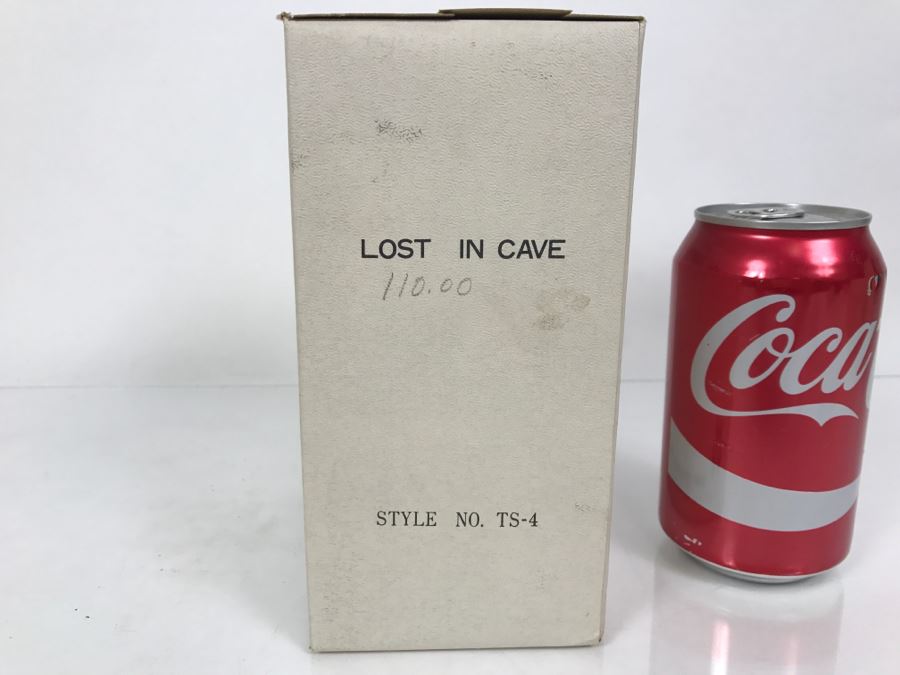 LOST IN CAVE
110.00
STYLE NO. TS-4
Coca